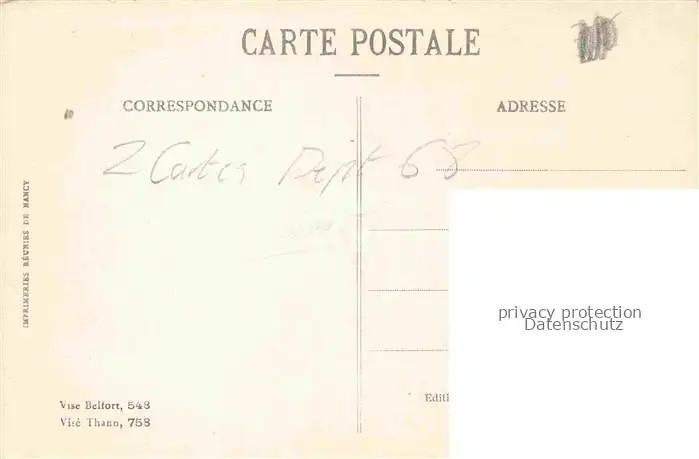 CARTE POSTALE
CORRESPONDANCE
ADRESSE
2 Cartes Dept 68
IMPRIMERIES RÉUNIES DE NANCY
privacy protection
Datenschutz
Vise Belfort, 548
Visé Thann, 758
Editi